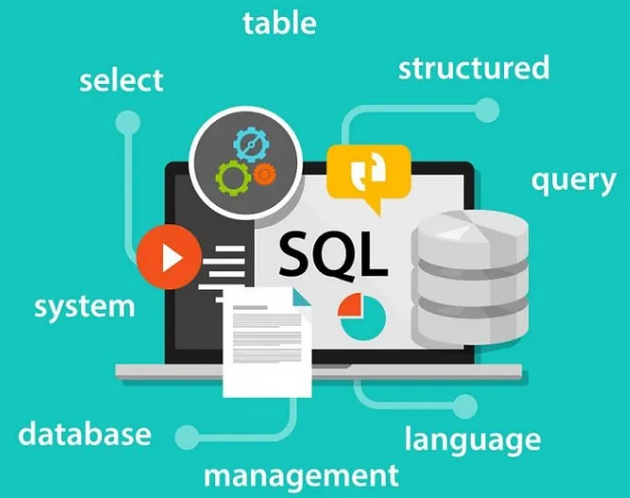 table
select
structured
query
SQL
system
database
language
management